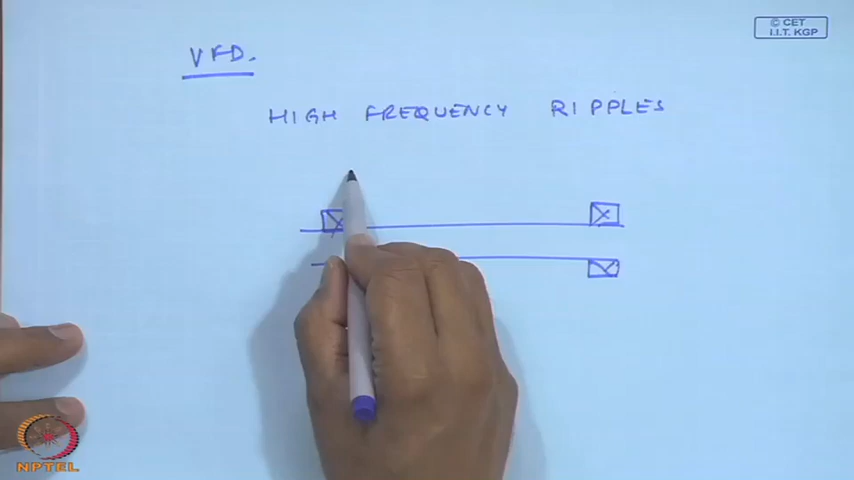 © CET
I.I.T. KGP
VFD.
HIGH FREQUENCY RIPPLES
NPTEL